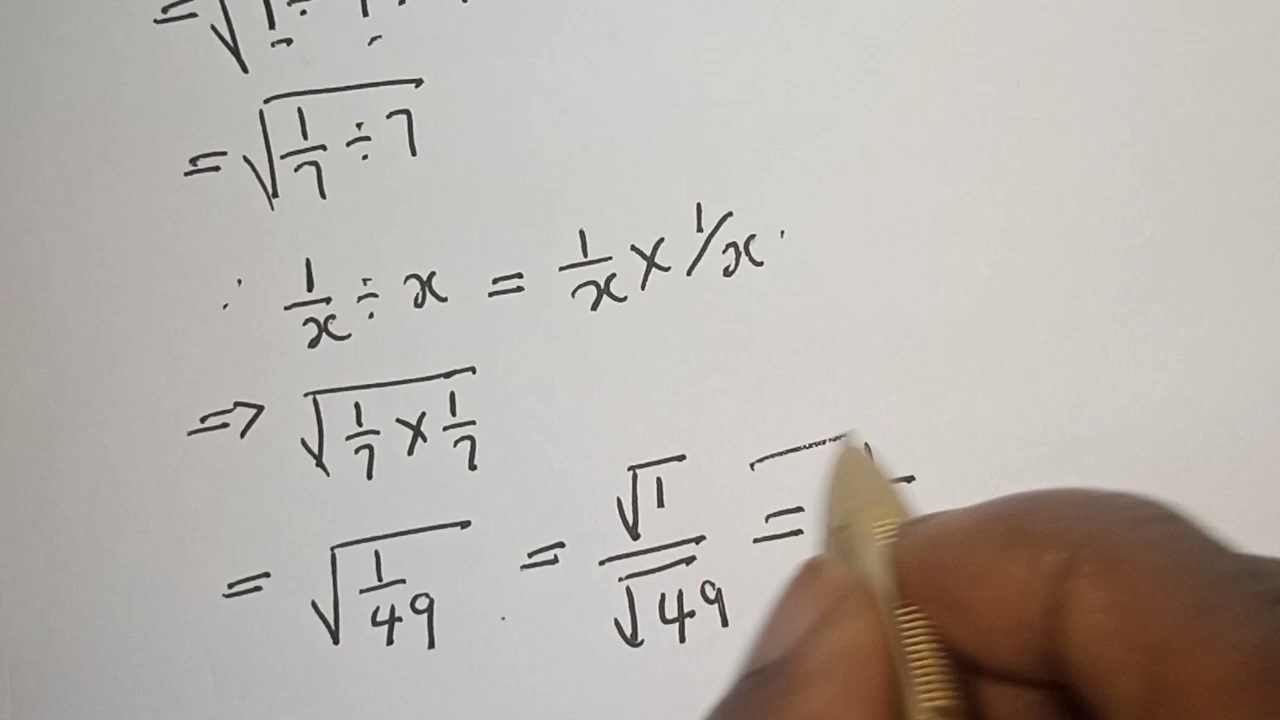 = √(1/7 ÷ 7)
∴ 1/x ÷ x = 1/x × 1/x.
=> √(1/7 × 1/7)
= √(1/49) = √1/√49 =